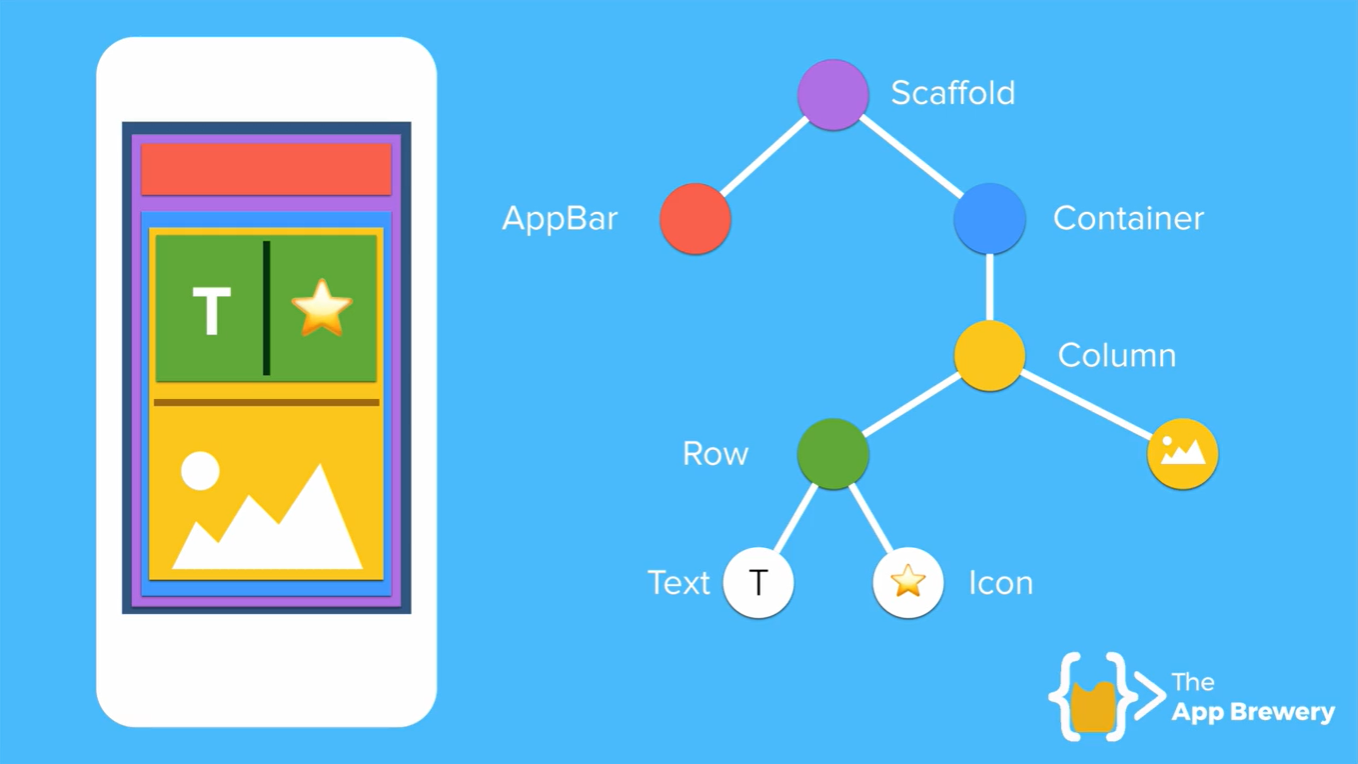 Scaffold
AppBar
Container
T
Column
Row
Text
T
Icon
The
App Brewery